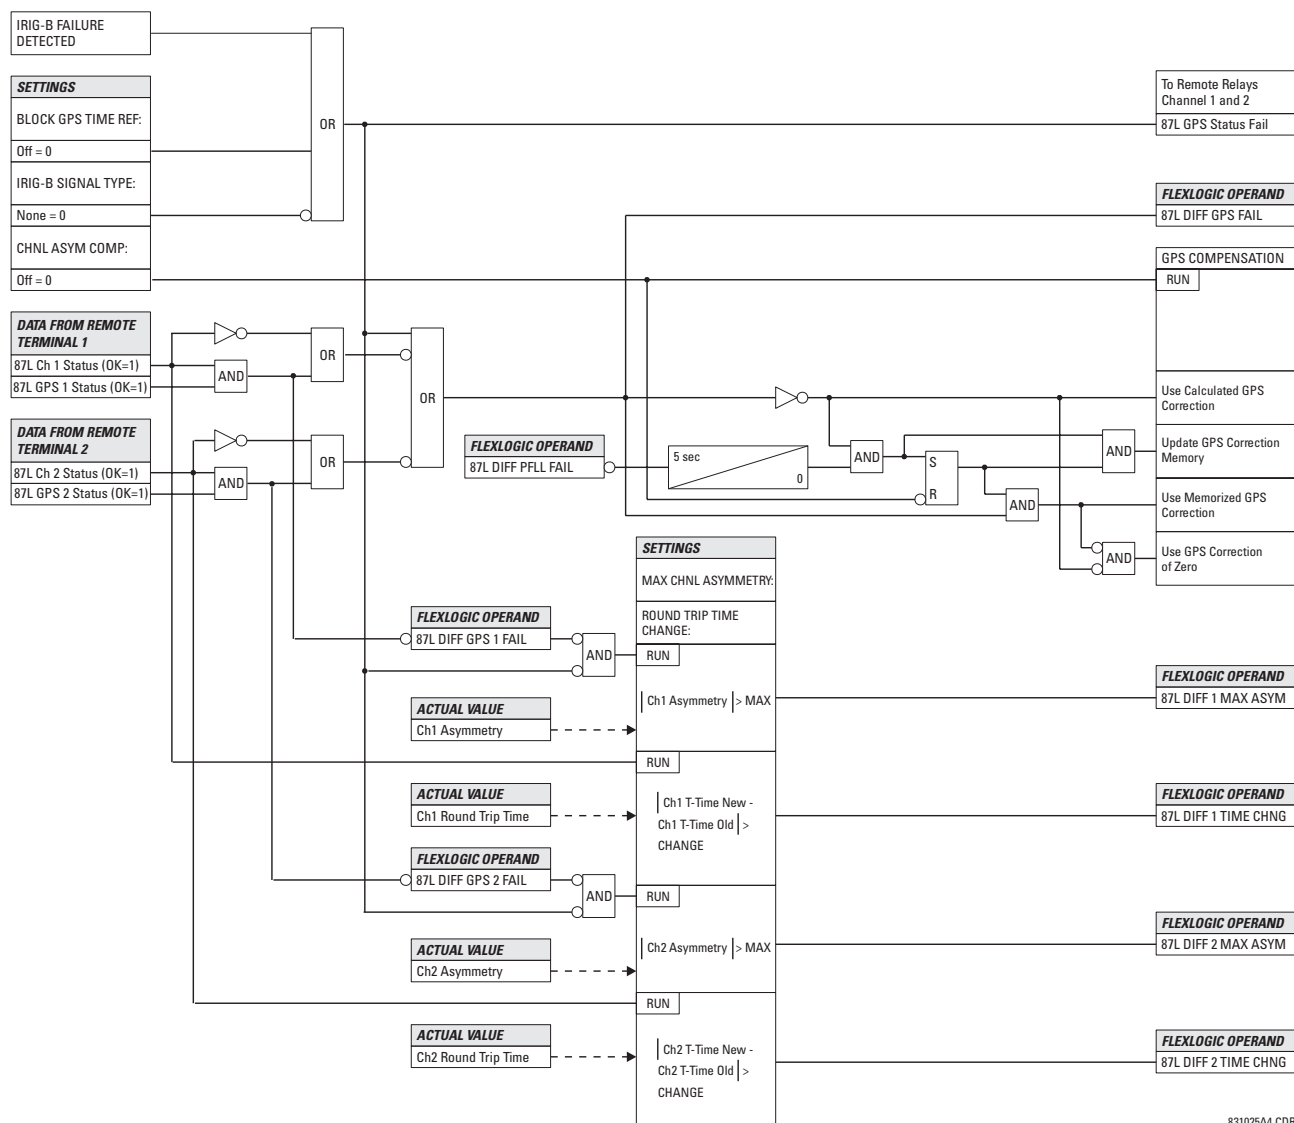 IRIG-B FAILURE
DETECTED
SETTINGS
BLOCK GPS TIME REF:
Off = 0
IRIG-B SIGNAL TYPE:
None = 0
CHNL ASYM COMP:
Off = 0
OR
To Remote Relays
Channel 1 and 2
87L GPS Status Fail
FLEXLOGIC OPERAND
87L DIFF GPS FAIL
GPS COMPENSATION
RUN
DATA FROM REMOTE
TERMINAL 1
87L Ch 1 Status (OK=1)
87L GPS 1 Status (OK=1)
AND
OR
DATA FROM REMOTE
TERMINAL 2
87L Ch 2 Status (OK=1)
87L GPS 2 Status (OK=1)
AND
OR
OR
FLEXLOGIC OPERAND
87L DIFF PFLL FAIL
5 sec
0
AND
S
R
AND
AND
AND
Use Calculated GPS
Correction
Update GPS Correction
Memory
Use Memorized GPS
Correction
Use GPS Correction
of Zero
SETTINGS
MAX CHNL ASYMMETRY:
ROUND TRIP TIME
CHANGE:
FLEXLOGIC OPERAND
87L DIFF GPS 1 FAIL
AND
RUN
|Ch1 Asymmetry|> MAX
ACTUAL VALUE
Ch1 Asymmetry
FLEXLOGIC OPERAND
87L DIFF 1 MAX ASYM
RUN
ACTUAL VALUE
Ch1 Round Trip Time
|Ch1 T-Time New -
Ch1 T-Time Old|>
CHANGE
FLEXLOGIC OPERAND
87L DIFF 1 TIME CHNG
FLEXLOGIC OPERAND
87L DIFF GPS 2 FAIL
AND
RUN
|Ch2 Asymmetry|> MAX
ACTUAL VALUE
Ch2 Asymmetry
FLEXLOGIC OPERAND
87L DIFF 2 MAX ASYM
RUN
ACTUAL VALUE
Ch2 Round Trip Time
|Ch2 T-Time New -
Ch2 T-Time Old|>
CHANGE
FLEXLOGIC OPERAND
87L DIFF 2 TIME CHNG
831025A4.CDR